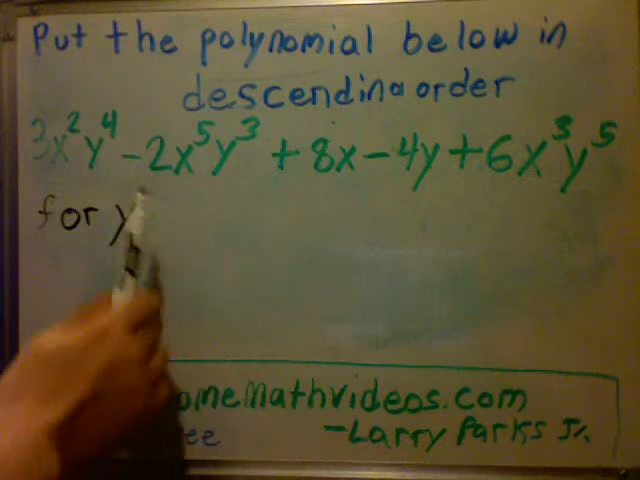 Put the polynomial below in
descending order
3x²y⁴ - 2x⁵y³ + 8x - 4y + 6x³y⁵
for y
omemathvideos.com
ee -Larry Parks Jr.